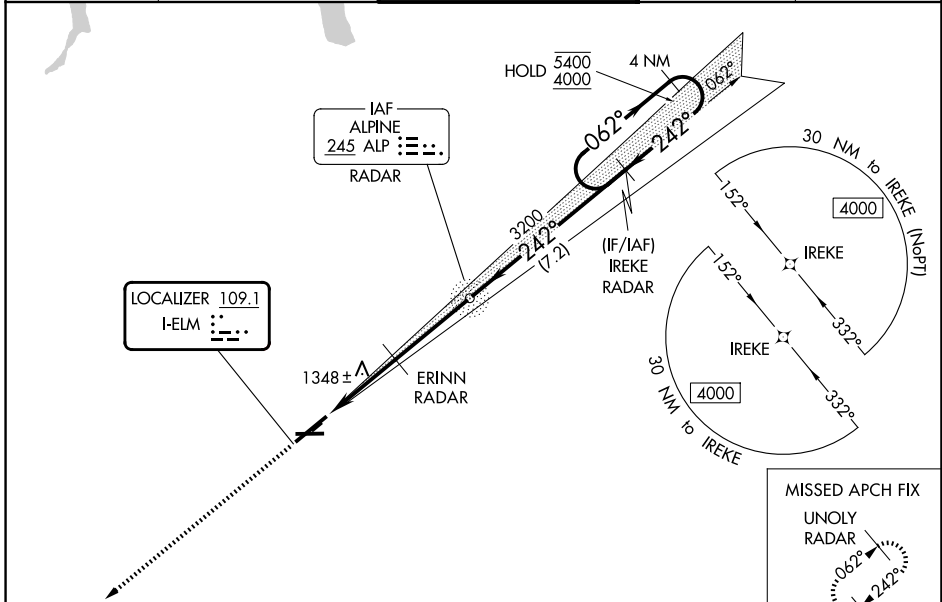 HOLD 5400
4000
4 NM
062°
062°
242°
IAF
ALPINE
245 ALP
RADAR
3200
242°
(7.2)
(IF/IAF)
IREKE
RADAR
LOCALIZER 109.1
I-ELM
1348 ±
ERINN
RADAR
30 NM to IREKE (NoPT)
152°
4000
IREKE
332°
152°
IREKE
332°
4000
30 NM to IREKE
MISSED APCH FIX
UNOLY
RADAR
062°
242°